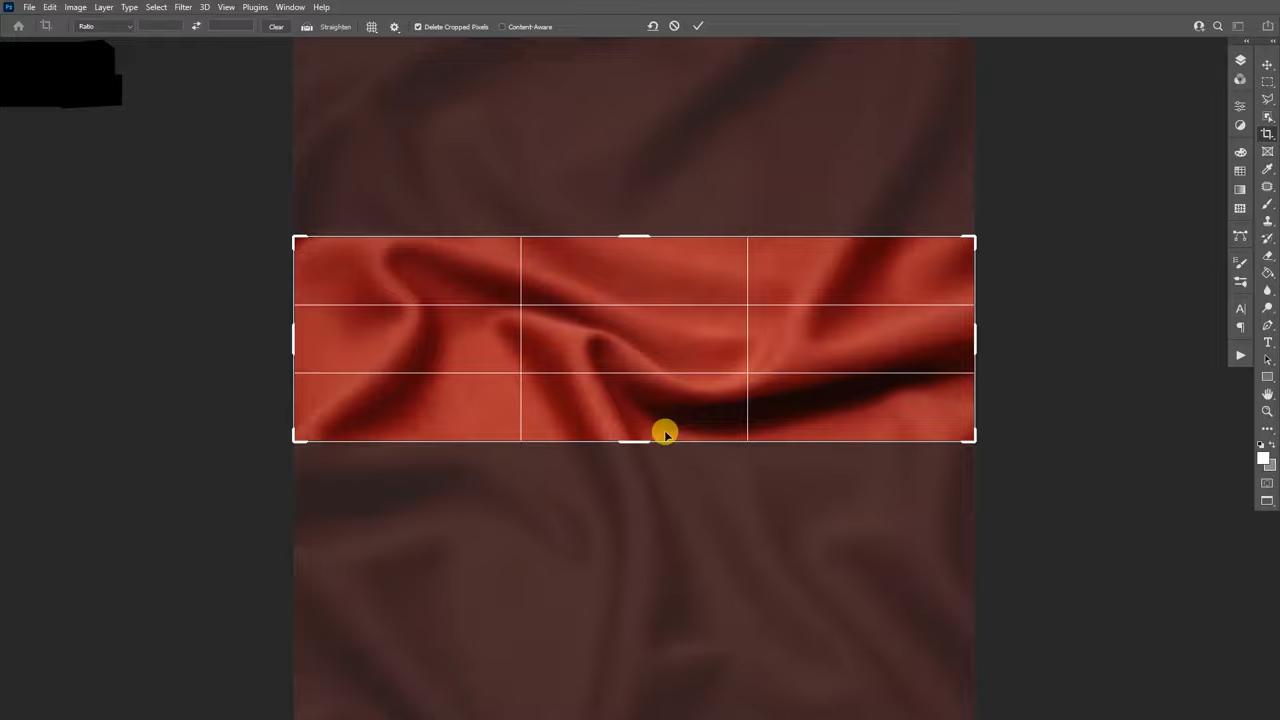 Ps File Edit Image Layer Type Select Filter 3D View Plugins Window Help
Ratio Clear Straighten Delete Cropped Pixels Content-Aware